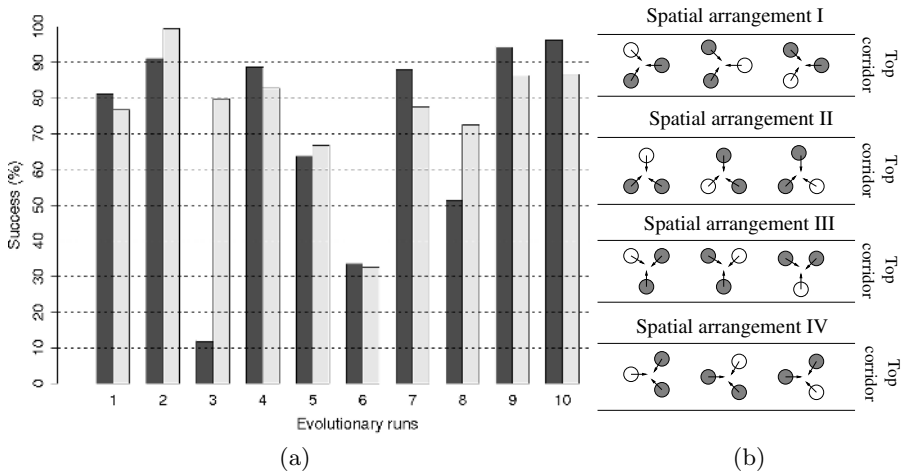 Success (%)
100
90
80
70
60
50
40
30
20
10
0
1 2 3 4 5 6 7 8 9 10
Evolutionary runs
(a)
Spatial arrangement I
Top
corridor
Spatial arrangement II
Top
corridor
Spatial arrangement III
Top
corridor
Spatial arrangement IV
Top
corridor
(b)